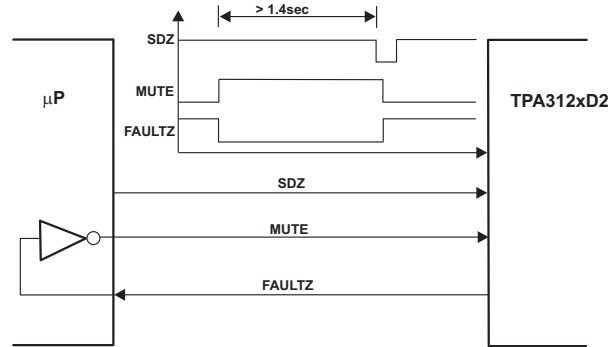 > 1.4sec
SDZ
MUTE
FAULTZ
μP
TPA312xD2
SDZ
MUTE
FAULTZ